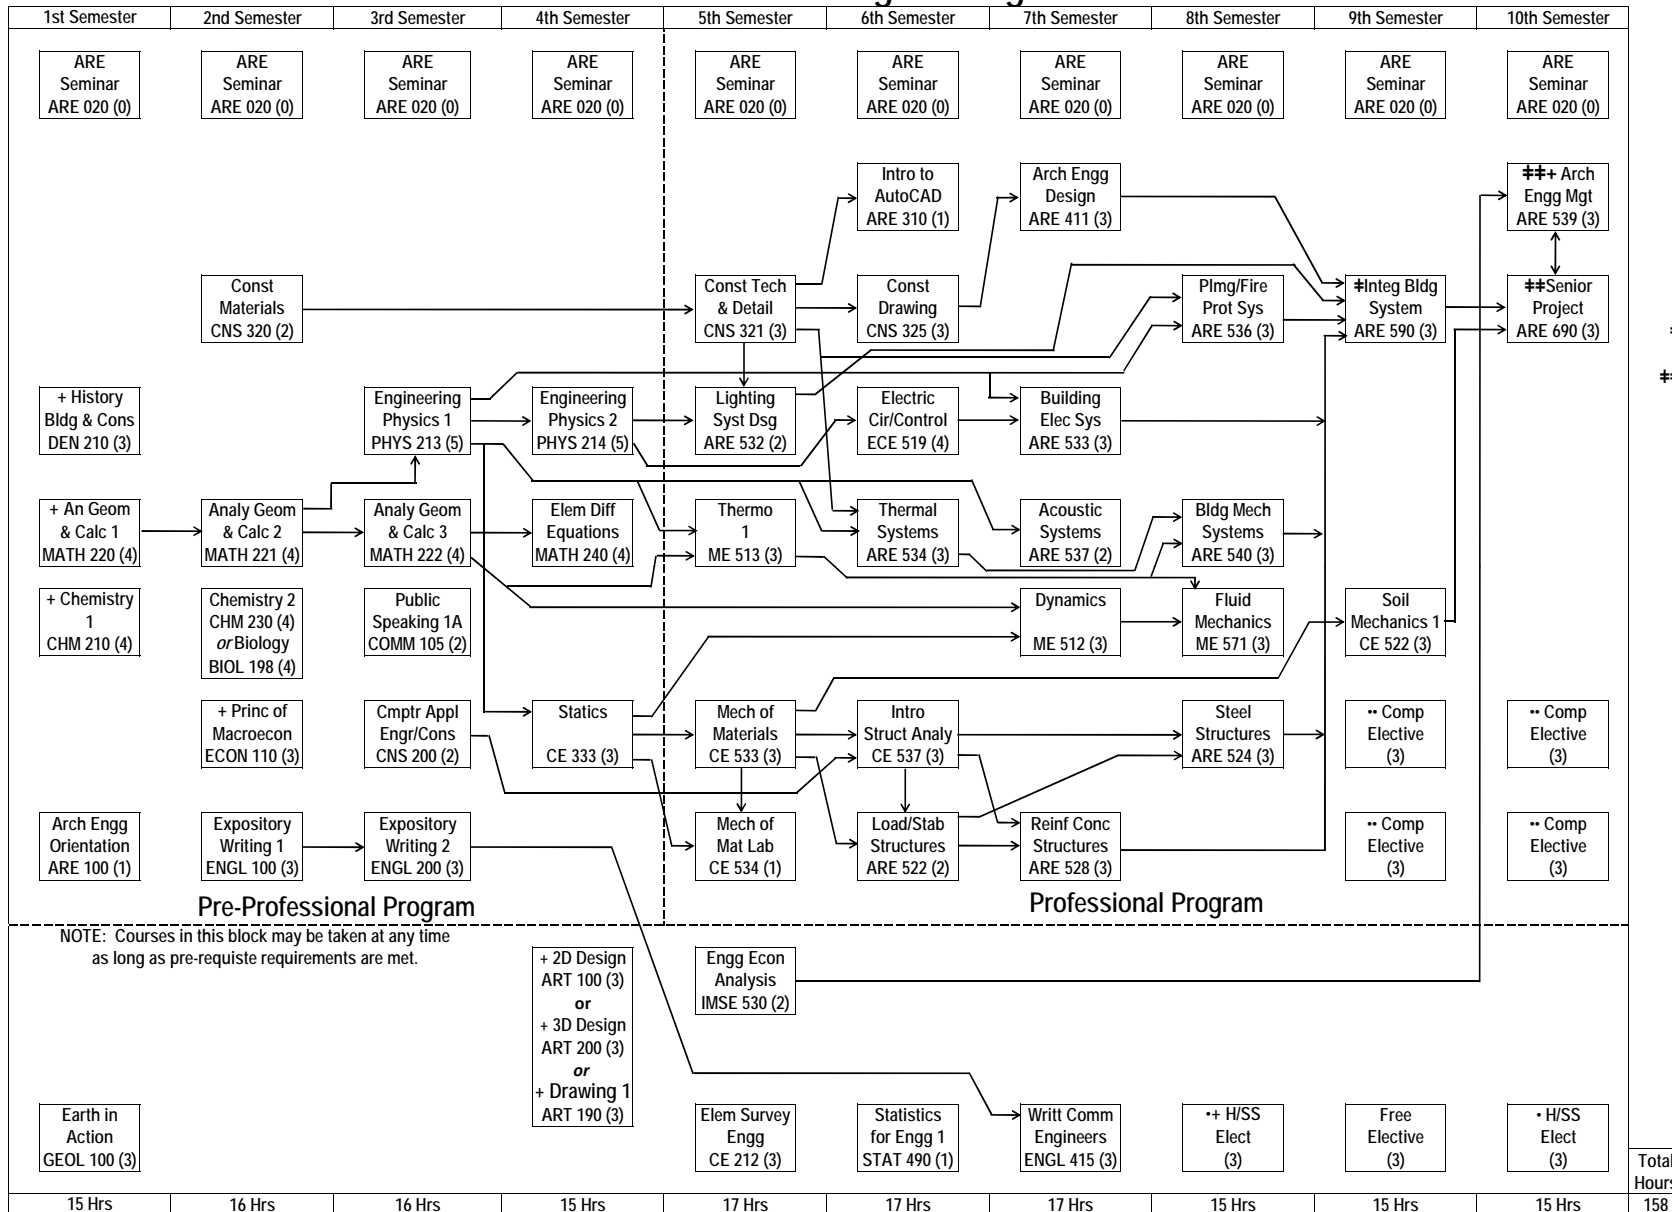 1st Semester
2nd Semester
3rd Semester
4th Semester
5th Semester
6th Semester
7th Semester
8th Semester
9th Semester
10th Semester
ARE
Seminar
ARE 020 (0)
ARE
Seminar
ARE 020 (0)
ARE
Seminar
ARE 020 (0)
ARE
Seminar
ARE 020 (0)
ARE
Seminar
ARE 020 (0)
ARE
Seminar
ARE 020 (0)
ARE
Seminar
ARE 020 (0)
ARE
Seminar
ARE 020 (0)
ARE
Seminar
ARE 020 (0)
ARE
Seminar
ARE 020 (0)
Intro to
AutoCAD
ARE 310 (1)
Arch Engg
Design
ARE 411 (3)
ǂǂ+ Arch
Engg Mgt
ARE 539 (3)
Const
Materials
CNS 320 (2)
Const Tech
& Detail
CNS 321 (3)
Const
Drawing
CNS 325 (3)
Plmg/Fire
Prot Sys
ARE 536 (3)
ǂInteg Bldg
System
ARE 590 (3)
ǂǂSenior
Project
ARE 690 (3)
+ History
Bldg & Cons
DEN 210 (3)
Engineering
Physics 1
PHYS 213 (5)
Engineering
Physics 2
PHYS 214 (5)
Lighting
Syst Dsg
ARE 532 (2)
Electric
Cir/Control
ECE 519 (4)
Building
Elec Sys
ARE 533 (3)
+ An Geom
& Calc 1
MATH 220 (4)
Analy Geom
& Calc 2
MATH 221 (4)
Analy Geom
& Calc 3
MATH 222 (4)
Elem Diff
Equations
MATH 240 (4)
Thermo
1
ME 513 (3)
Thermal
Systems
ARE 534 (3)
Acoustic
Systems
ARE 537 (2)
Bldg Mech
Systems
ARE 540 (3)
+ Chemistry
1
CHM 210 (4)
Chemistry 2
CHM 230 (4)
or Biology
BIOL 198 (4)
Public
Speaking 1A
COMM 105 (2)
Dynamics
ME 512 (3)
Fluid
Mechanics
ME 571 (3)
Soil
Mechanics 1
CE 522 (3)
+ Princ of
Macroecon
ECON 110 (3)
Cmptr Appl
Engr/Cons
CNS 200 (2)
Statics
CE 333 (3)
Mech of
Materials
CE 533 (3)
Intro
Struct Analy
CE 537 (3)
Steel
Structures
ARE 524 (3)
•• Comp
Elective
(3)
•• Comp
Elective
(3)
Arch Engg
Orientation
ARE 100 (1)
Expository
Writing 1
ENGL 100 (3)
Expository
Writing 2
ENGL 200 (3)
Mech of
Mat Lab
CE 534 (1)
Load/Stab
Structures
ARE 522 (2)
Reinf Conc
Structures
ARE 528 (3)
•• Comp
Elective
(3)
•• Comp
Elective
(3)
Pre-Professional Program
Professional Program
NOTE: Courses in this block may be taken at any time
as long as pre-requiste requirements are met.
+ 2D Design
ART 100 (3)
or
+ 3D Design
ART 200 (3)
or
+ Drawing 1
ART 190 (3)
Engg Econ
Analysis
IMSE 530 (2)
Earth in
Action
GEOL 100 (3)
Elem Survey
Engg
CE 212 (3)
Statistics
for Engg 1
STAT 490 (1)
Writt Comm
Engineers
ENGL 415 (3)
•+ H/SS
Elect
(3)
Free
Elective
(3)
• H/SS
Elect
(3)
Total
Hours
15 Hrs
16 Hrs
16 Hrs
15 Hrs
17 Hrs
17 Hrs
17 Hrs
15 Hrs
15 Hrs
15 Hrs
158